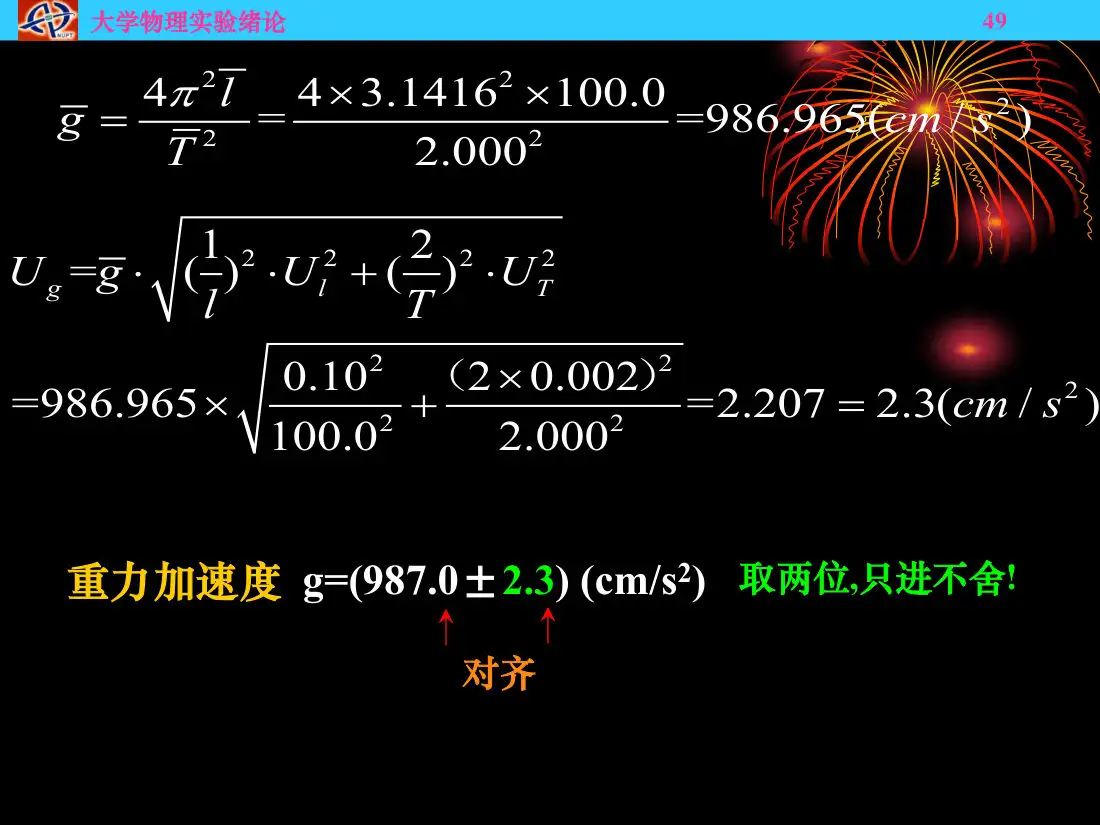 大学物理实验绪论 49
NUPT
g̅ = 4π²l̅ / T̅² = 4×3.1416²×100.0 / 2.000² =986.965(cm/s²)
U_g =g̅·√((1/l)²·U_l²+(2/T)²·U_T²)
=986.965×√(0.10²/100.0²+（2×0.002）²/2.000²)=2.207=2.3(cm/s²)
重力加速度 g=(987.0±2.3) (cm/s²) 取两位,只进不舍!
↑ ↑
对齐